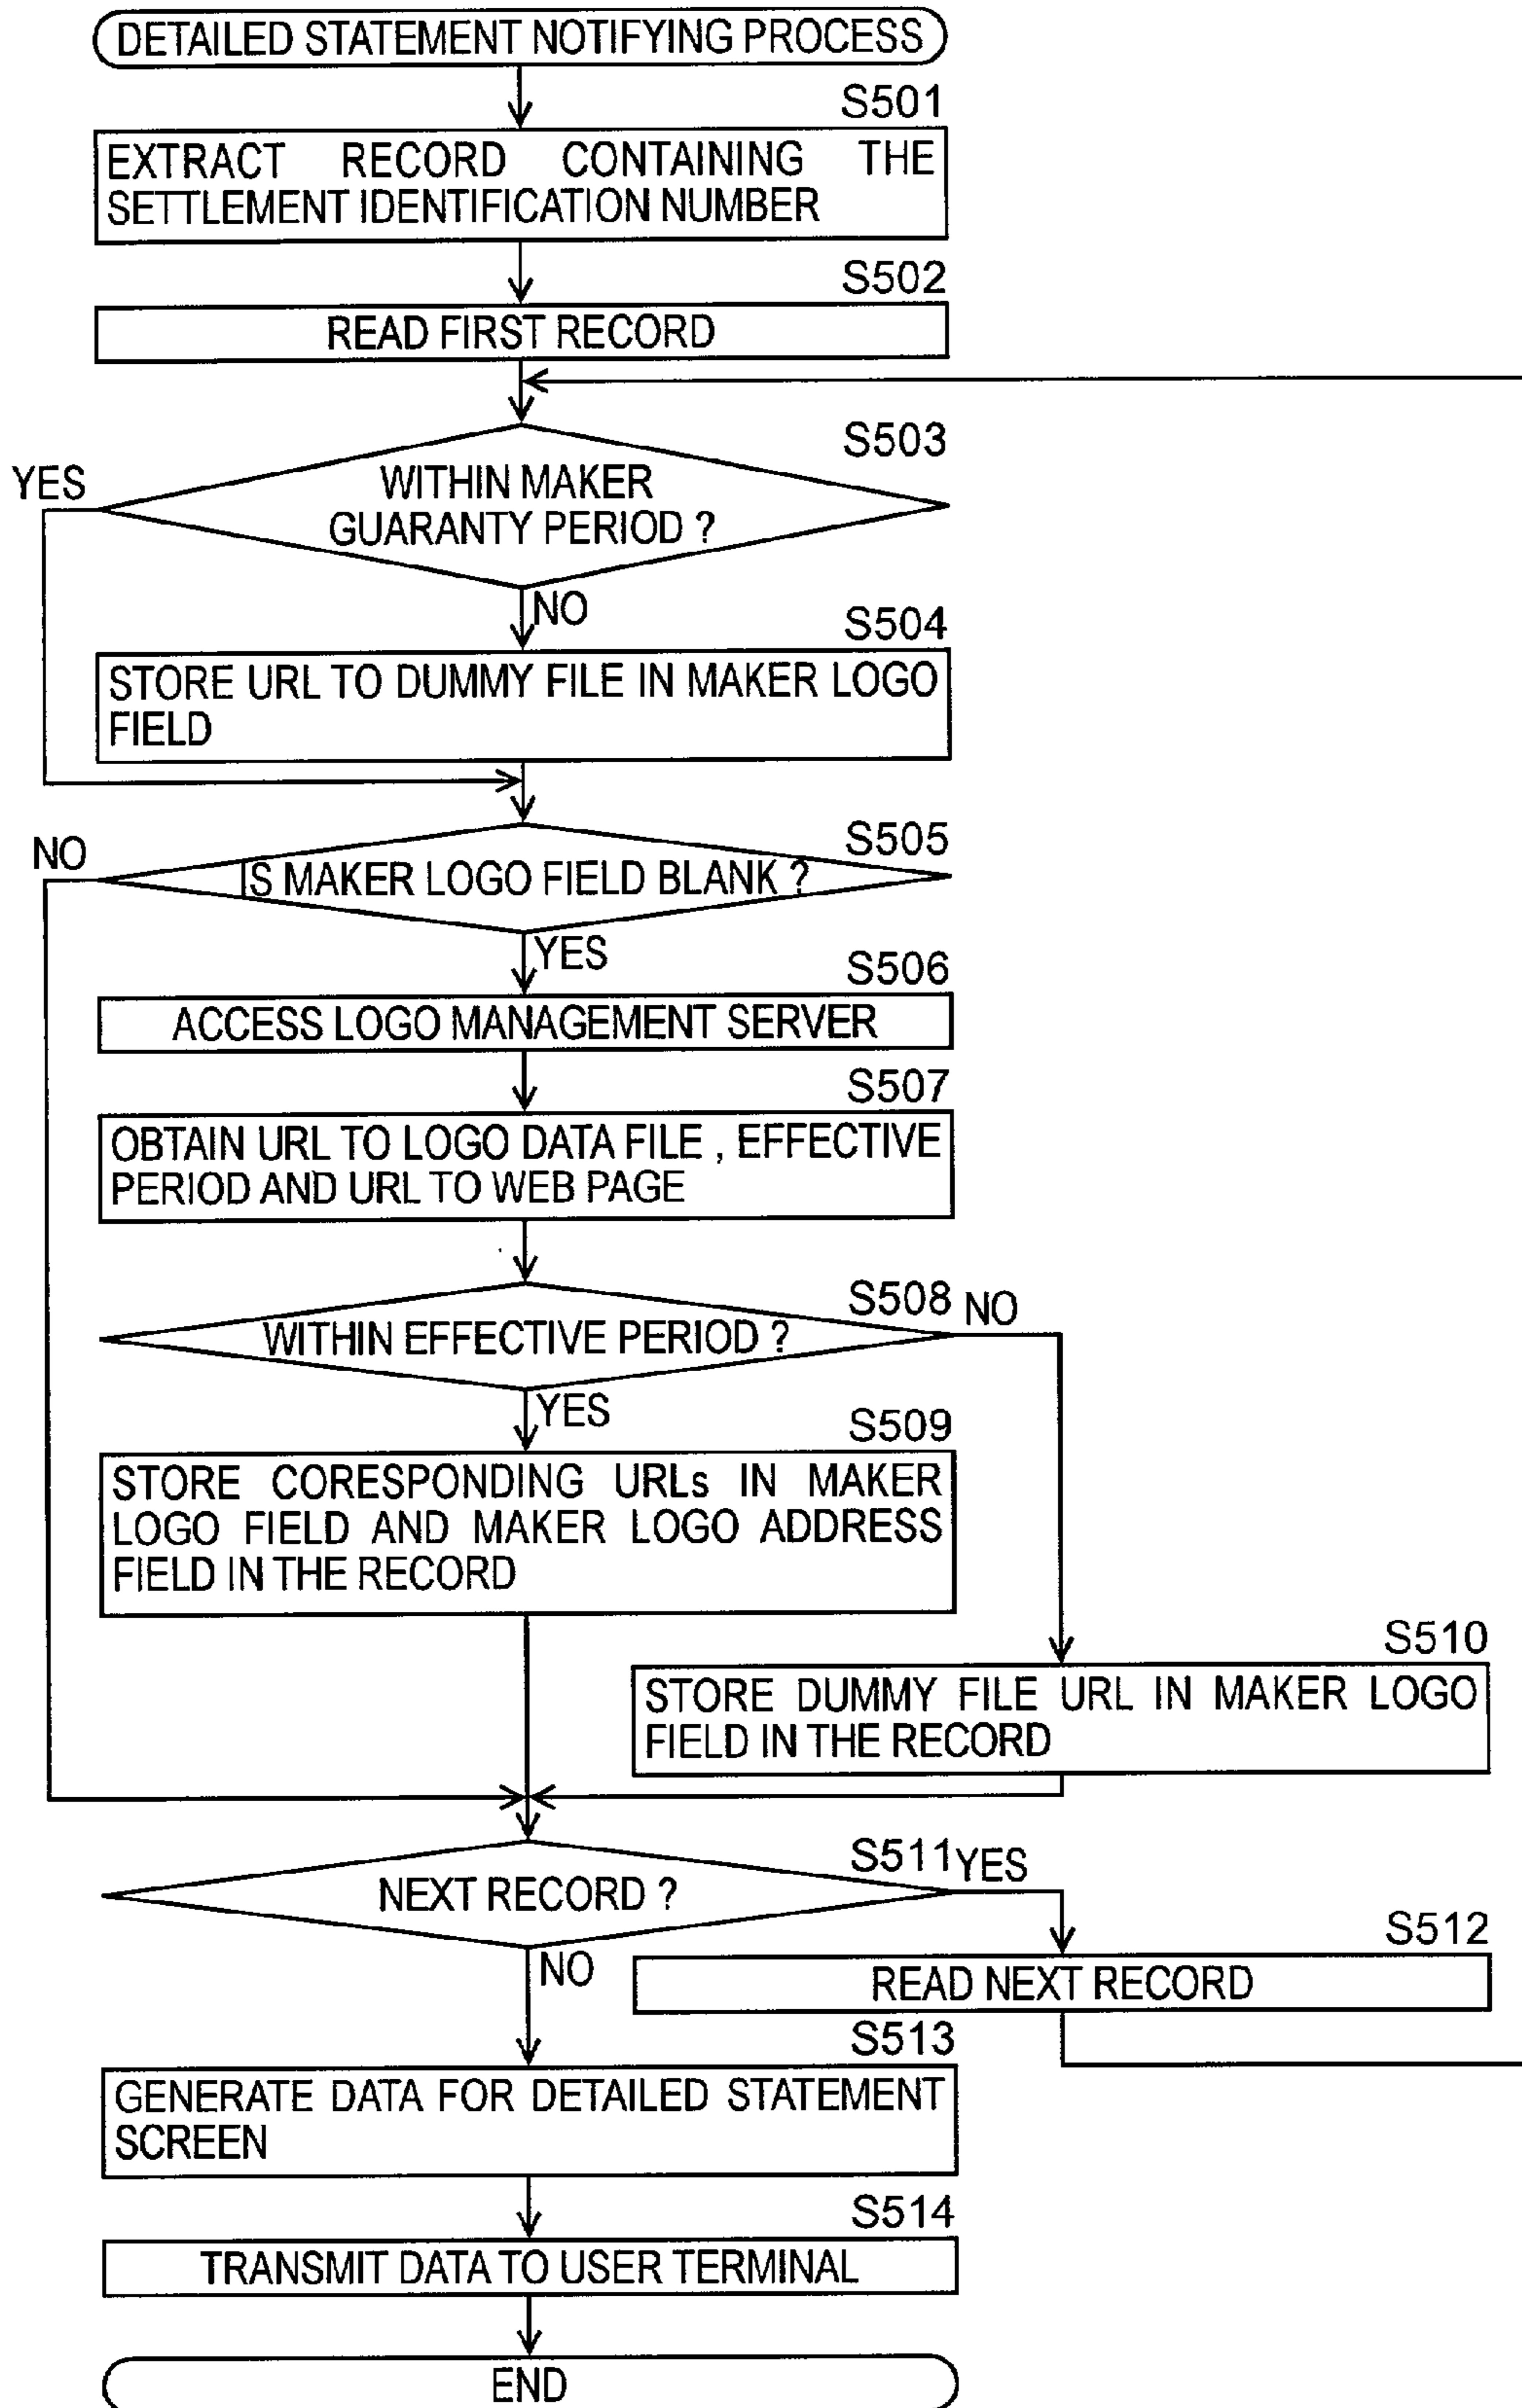 DETAILED STATEMENT NOTIFYING PROCESS
S501
EXTRACT RECORD CONTAINING THE
SETTLEMENT IDENTIFICATION NUMBER
S502
READ FIRST RECORD
S503
YES
WITHIN MAKER
GUARANTY PERIOD ?
NO
S504
STORE URL TO DUMMY FILE IN MAKER LOGO
FIELD
S505
NO
IS MAKER LOGO FIELD BLANK ?
YES
S506
ACCESS LOGO MANAGEMENT SERVER
S507
OBTAIN URL TO LOGO DATA FILE , EFFECTIVE
PERIOD AND URL TO WEB PAGE
S508
NO
WITHIN EFFECTIVE PERIOD ?
YES
S509
STORE CORESPONDING URLs IN MAKER
LOGO FIELD AND MAKER LOGO ADDRESS
FIELD IN THE RECORD
S510
STORE DUMMY FILE URL IN MAKER LOGO
FIELD IN THE RECORD
S511
YES
NEXT RECORD ?
NO
S512
READ NEXT RECORD
S513
GENERATE DATA FOR DETAILED STATEMENT
SCREEN
S514
TRANSMIT DATA TO USER TERMINAL
END